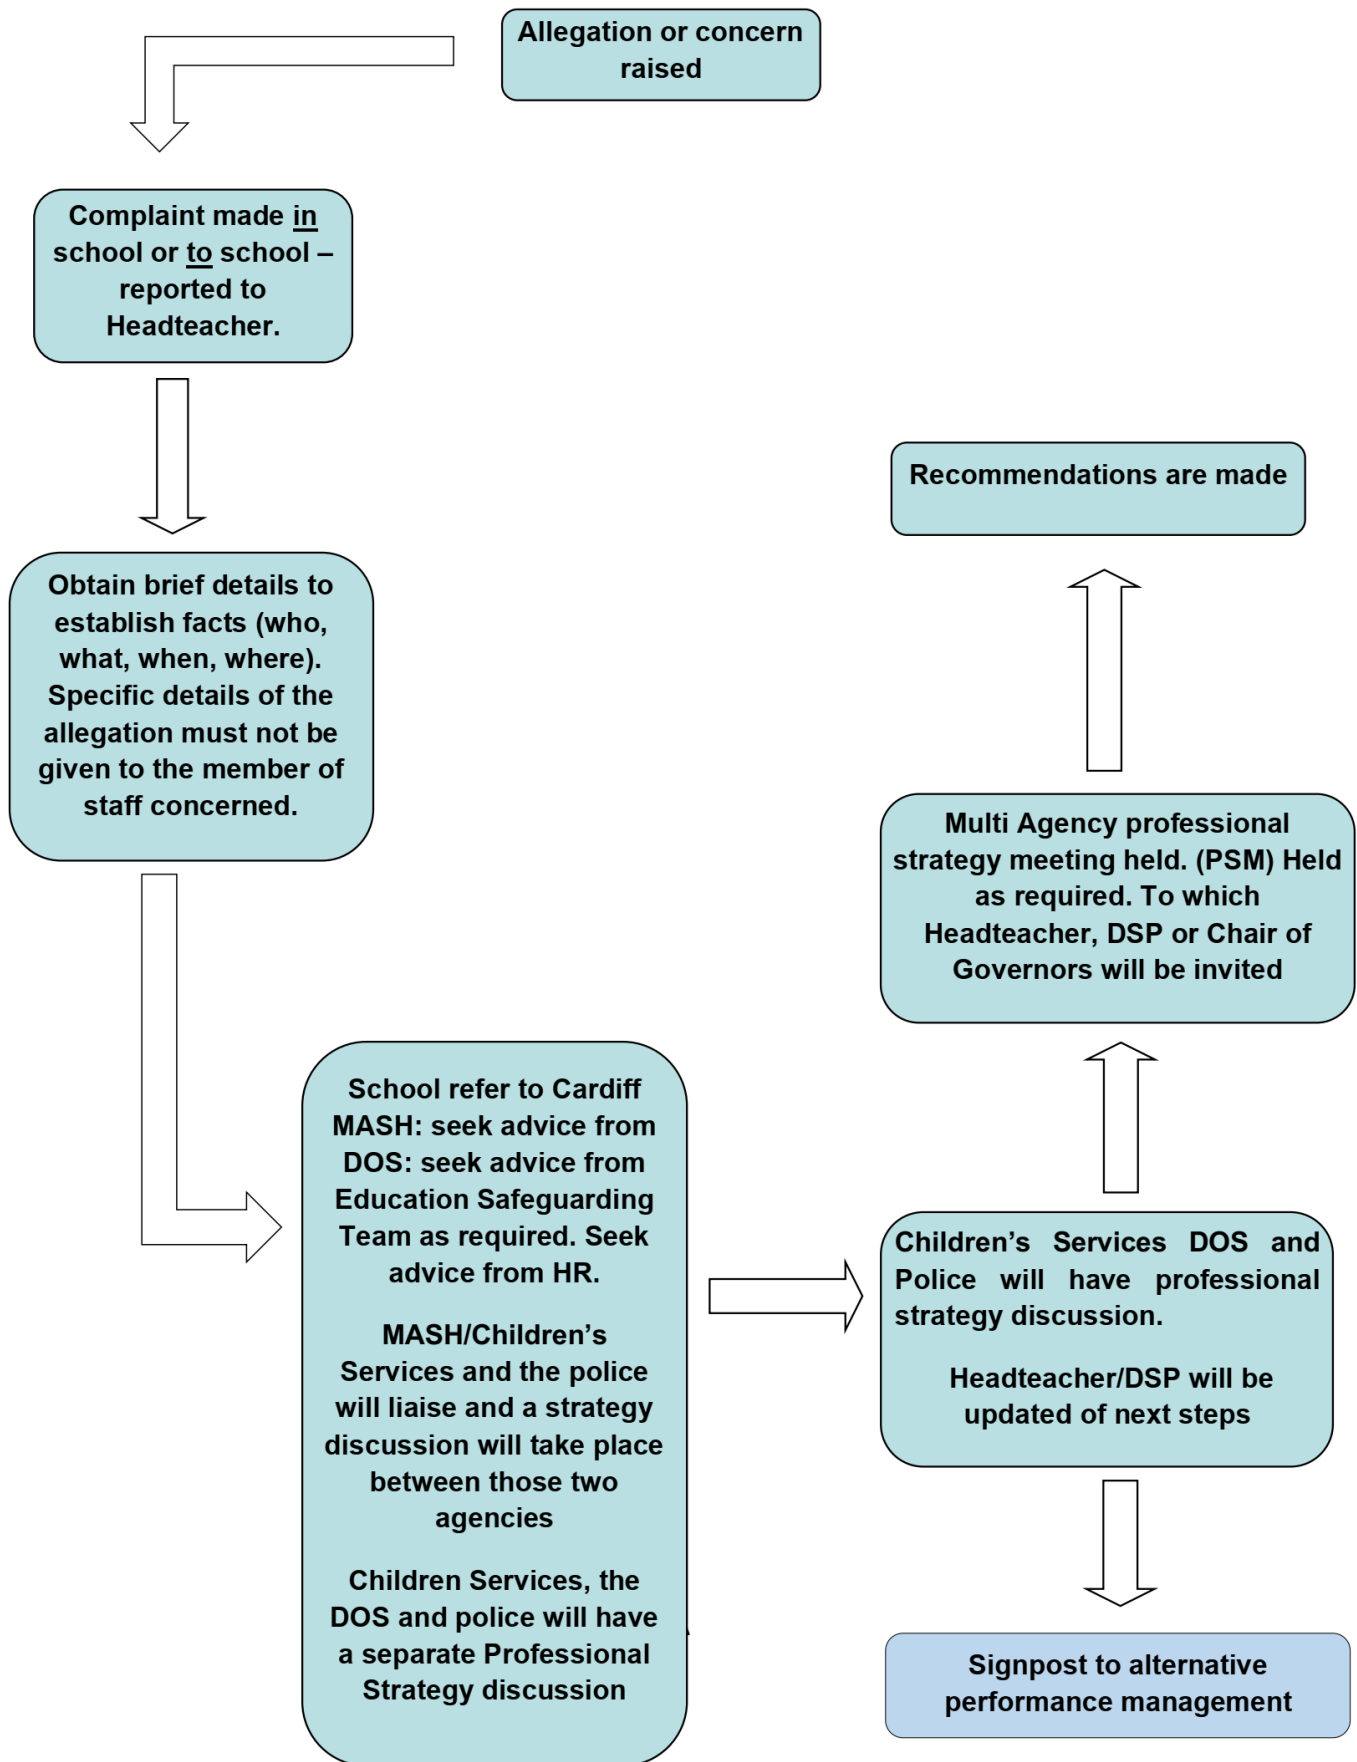 Allegation or concern
raised
Complaint made in
school or to school –
reported to
Headteacher.
Obtain brief details to
establish facts (who,
what, when, where).
Specific details of the
allegation must not be
given to the member of
staff concerned.
School refer to Cardiff
MASH: seek advice from
DOS: seek advice from
Education Safeguarding
Team as required. Seek
advice from HR.
MASH/Children’s
Services and the police
will liaise and a strategy
discussion will take place
between those two
agencies
Children Services, the
DOS and police will have
a separate Professional
Strategy discussion
Children’s Services DOS and
Police will have professional
strategy discussion.
Headteacher/DSP will be
updated of next steps
Multi Agency professional
strategy meeting held. (PSM) Held
as required. To which
Headteacher, DSP or Chair of
Governors will be invited
Recommendations are made
Signpost to alternative
performance management